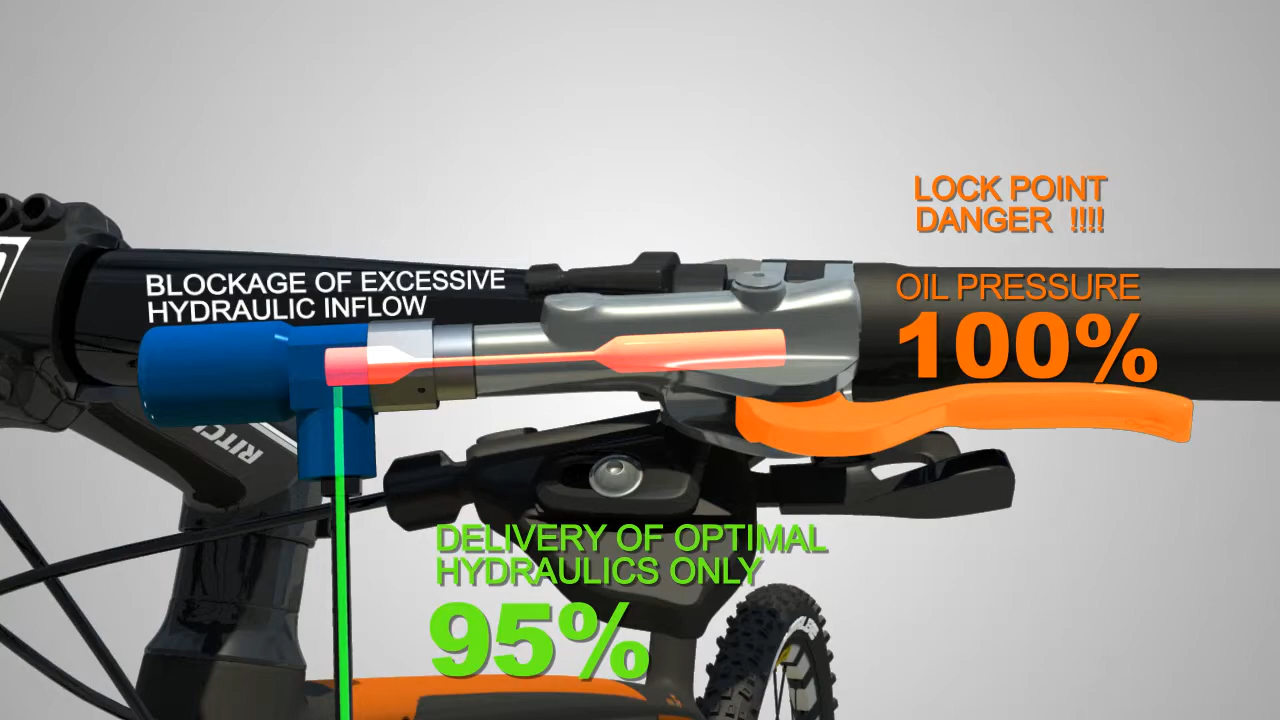 LOCK POINT
DANGER !!!!
BLOCKAGE OF EXCESSIVE
HYDRAULIC INFLOW
OIL PRESSURE
100%
DELIVERY OF OPTIMAL
HYDRAULICS ONLY
95%